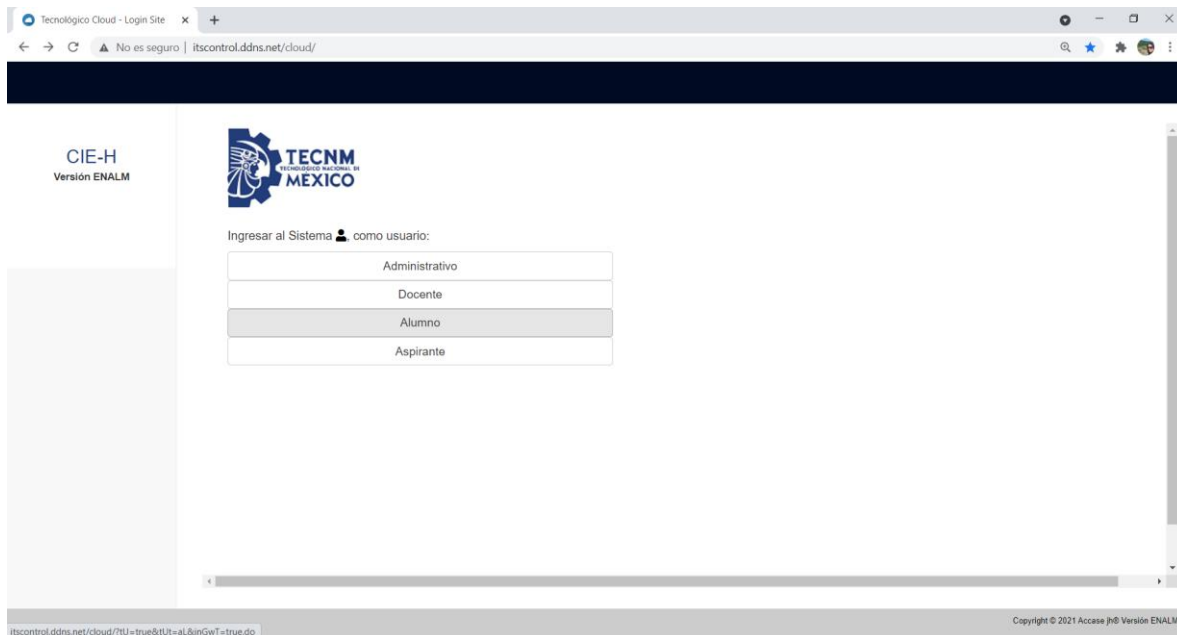 Tecnológico Cloud - Login Site
No es seguro | itscontrol.ddns.net/cloud/
CIE-H
Versión ENALM
TECNM
TECNOLÓGICO NACIONAL DE
MÉXICO
Ingresar al Sistema , como usuario:
Administrativo
Docente
Alumno
Aspirante
Copyright © 2021 Accase jh® Versión ENALM
itscontrol.ddns.net/cloud/?tU=true&tUt=aL&inGwT=true.do